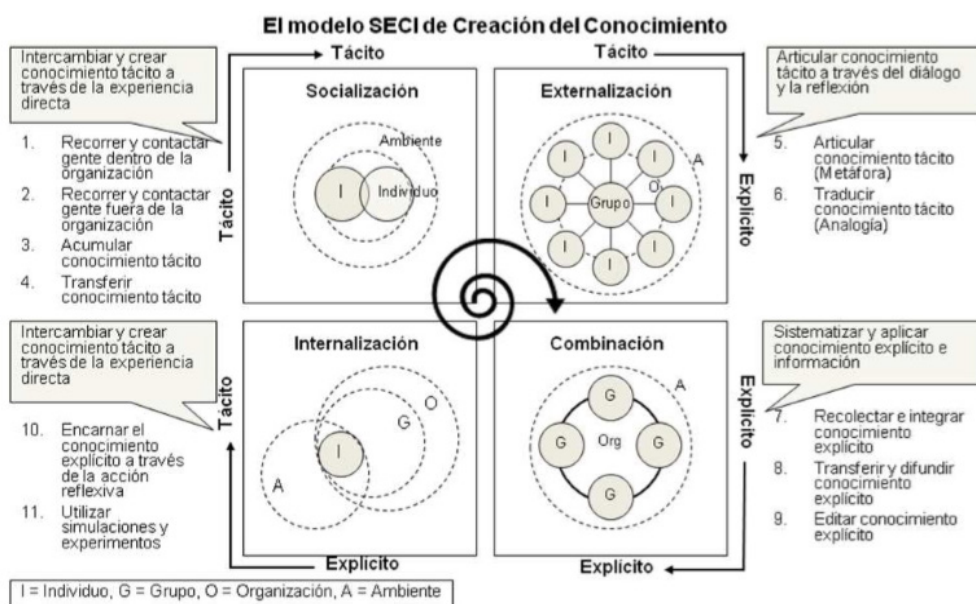 El modelo SECI de Creación del Conocimiento
Intercambiar y crear
conocimiento tácito a
través de la experiencia
directa
1. Recorrer y contactar
gente dentro de la
organización
2. Recorrer y contactar
gente fuera de la
organización
3. Acumular
conocimiento tácito
4. Transferir
conocimiento tácito
Tácito
Tácito
Socialización
Ambiente
I
Individuo
Tácito
Externalización
I
I
I
I
I
I
I
I
Grupo
O
A
Explícito
Articular conocimiento
tácito a través del diálogo
y la reflexión
5. Articular
conocimiento tácito
(Metáfora)
6. Traducir
conocimiento tácito
(Analogía)
Intercambiar y crear
conocimiento tácito a
través de la experiencia
directa
10. Encarnar el
conocimiento
explícito a través
de la acción
reflexiva
11. Utilizar
simulaciones y
experimentos
Tácito
Internalización
O
G
I
A
Explícito
Combinación
A
G
G
Org
G
G
Explícito
Explícito
Sistematizar y aplicar
conocimiento explícito e
información
7. Recolectar e integrar
conocimiento
explícito
8. Transferir y difundir
conocimiento
explícito
9. Editar conocimiento
explícito
I = Individuo, G = Grupo, O = Organización, A = Ambiente